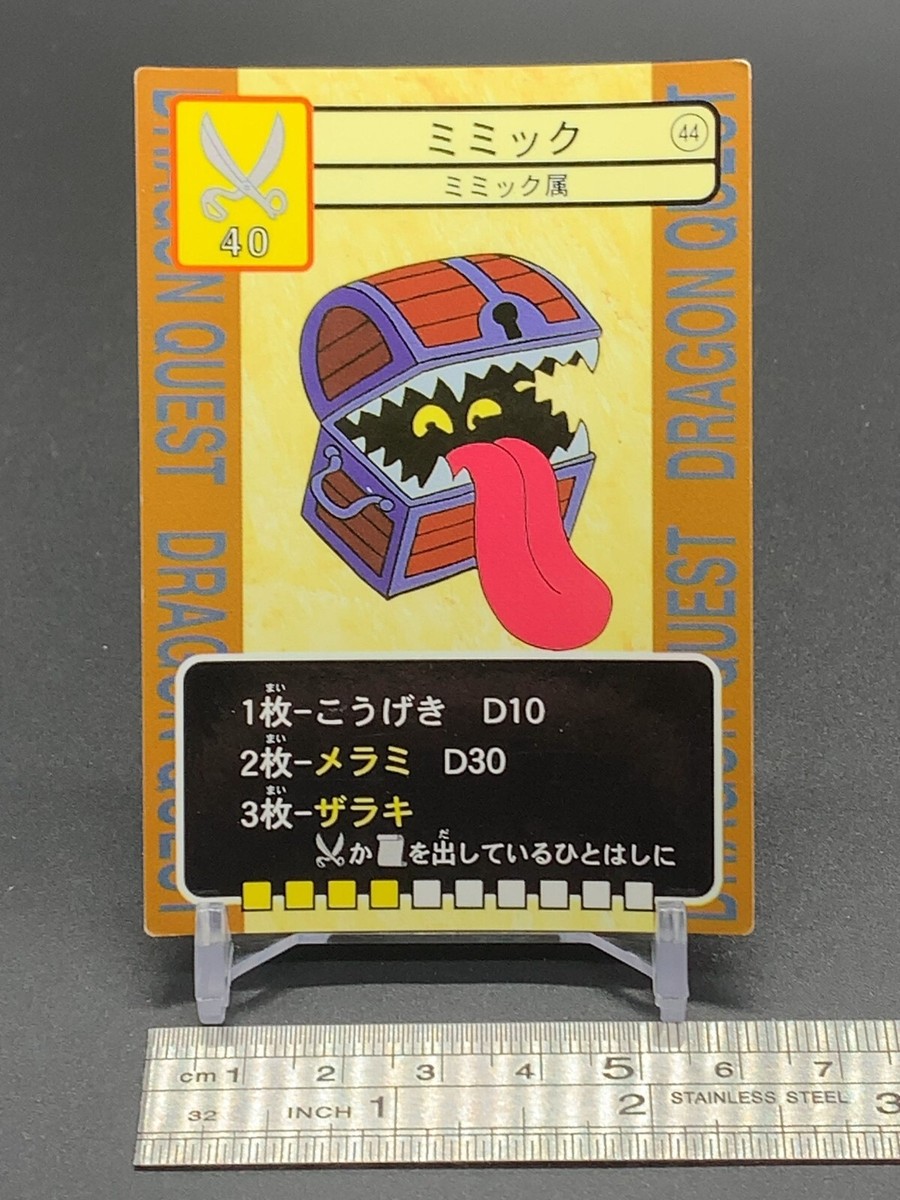 ミミック
44
ミミック属
40
DRAGON QUEST DRAGON QUEST
DRAGON QUEST DRAGON QUEST
1枚-こうげき D10
まい
2枚-メラミ D30
まい
3枚-ザラキ
まい
か を出しているひとはしに
だ
cm 1 2 3 4 5 6 7
32 INCH 1 2 STAINLESS STEEL 3